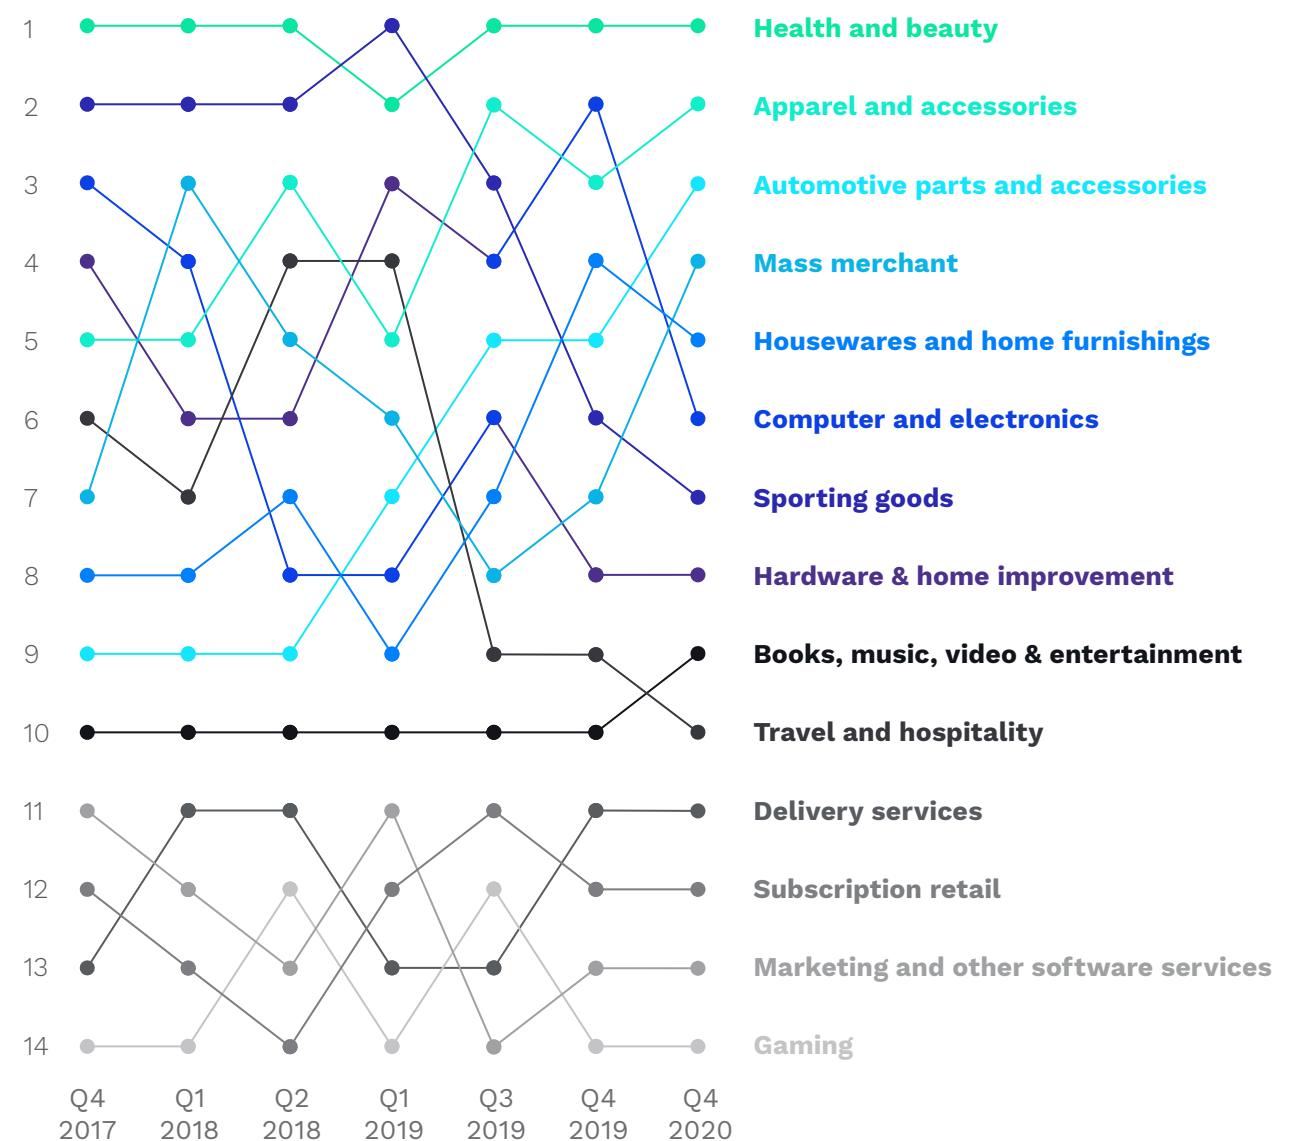 1 Health and beauty
2 Apparel and accessories
3 Automotive parts and accessories
4 Mass merchant
5 Housewares and home furnishings
6 Computer and electronics
7 Sporting goods
8 Hardware & home improvement
9 Books, music, video & entertainment
10 Travel and hospitality
11 Delivery services
12 Subscription retail
13 Marketing and other software services
14 Gaming
Q4 Q1 Q2 Q1 Q3 Q4 Q4
2017 2018 2018 2019 2019 2019 2020